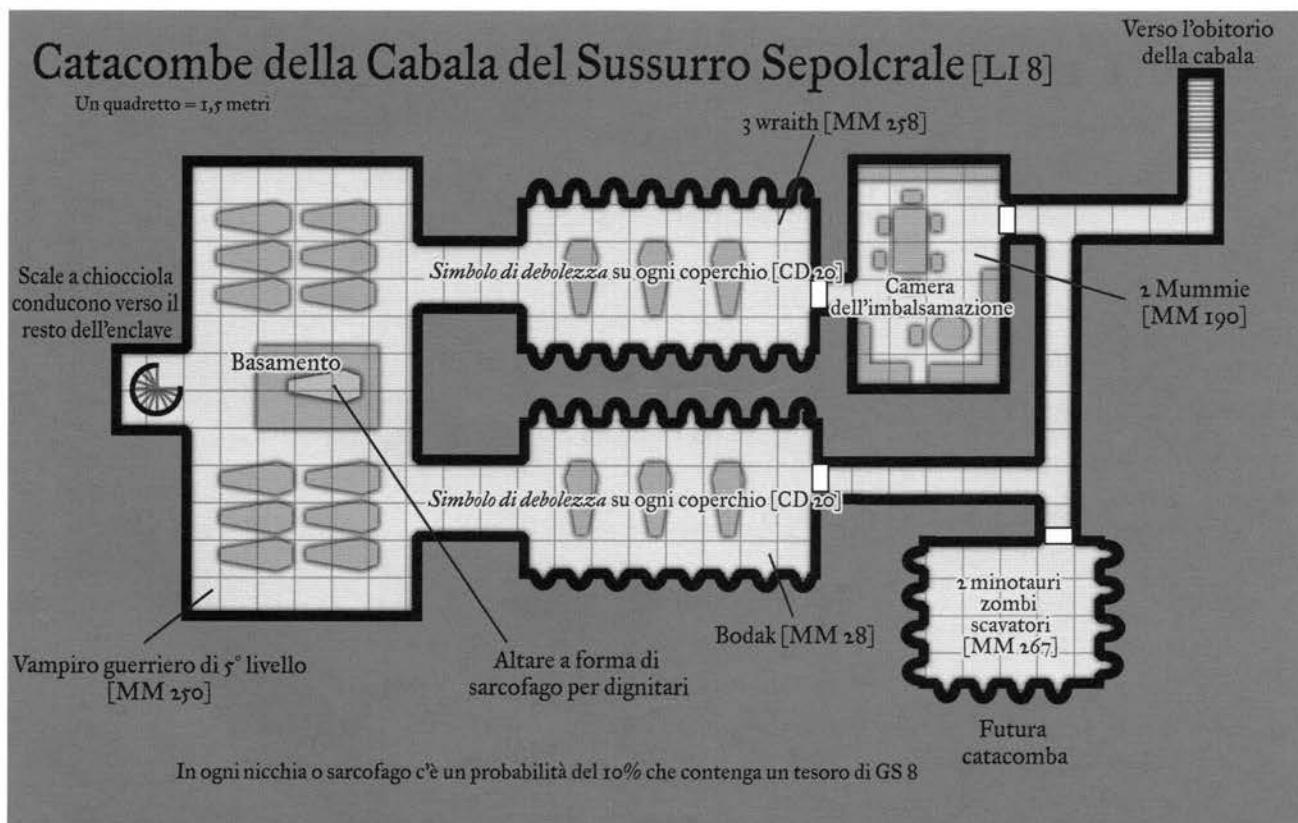 Verso l'obitorio
della cabala
Catacombe della Cabala del Sussurro Sepolcrale [LI 8]
Un quadretto = 1,5 metri
3 wraith [MM 258]
Scale a chiocciola
conducono verso il
resto dell'enclave
Simbolo di debolezza su ogni coperchio [CD 20]
Camera
dell'imbalsamazione
2 Mummie
[MM 190]
Basamento
Simbolo di debolezza su ogni coperchio [CD 20]
2 minotauri
zombi
scavatori
[MM 267]
Bodak [MM 28]
Vampiro guerriero di 5° livello
[MM 250]
Altare a forma di
sarcofago per dignitari
Futura
catacomba
In ogni nicchia o sarcofago c'è un probabilità del 10% che contenga un tesoro di GS 8